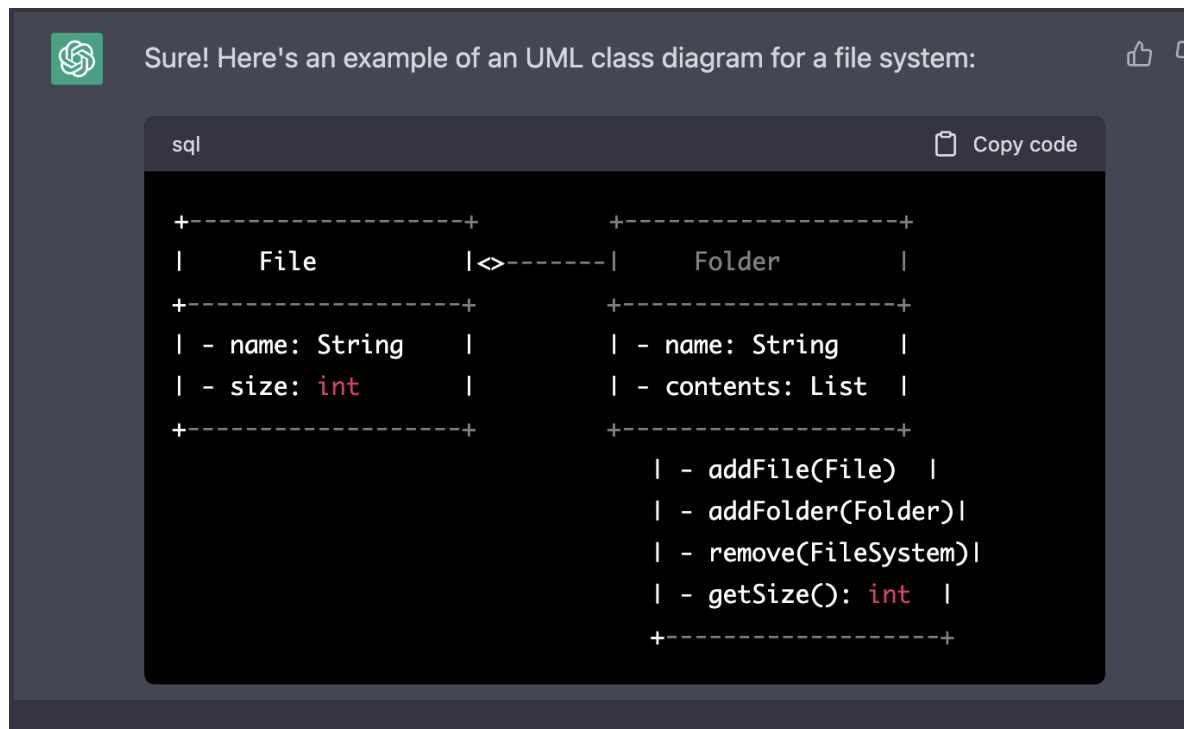 Sure! Here's an example of an UML class diagram for a file system:
sql
Copy code
+-------------------+         +-------------------+
|     File          |<>-------|     Folder        |
+-------------------+         +-------------------+
| - name: String    |         | - name: String    |
| - size: int       |         | - contents: List  |
+-------------------+         +-------------------+
                                 | - addFile(File)  |
                                 | - addFolder(Folder)|
                                 | - remove(FileSystem)|
                                 | - getSize(): int  |
                                 +-------------------+